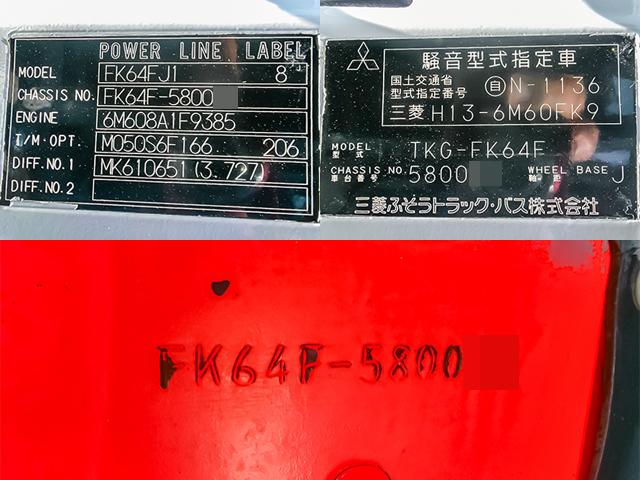 POWER LINE LABEL
MODEL FK64FJ1 8
CHASSIS NO. FK64F-5800
ENGINE 6M608A1F9385
T/M・OPT. M050S6F166 206
DIFF.NO.1 MK610651(3.727)
DIFF.NO.2
騒音型式指定車
国土交通省
型式指定番号 自 N-1136
三菱 H13-6M60FK9
MODEL
型式 TKG-FK64F
CHASSIS NO.
車台番号 5800
WHEEL BASE
軸距 J
三菱ふそうトラック・バス株式会社
FK64F-5800